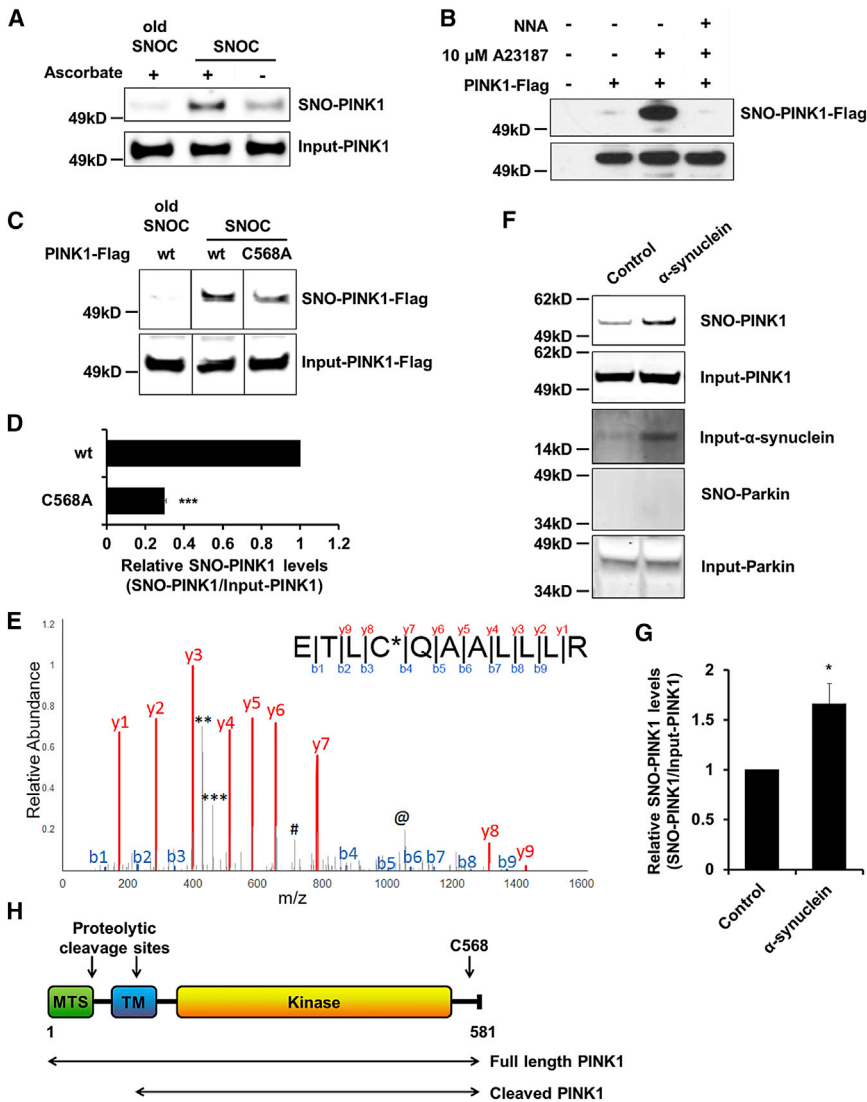 A
old SNOC
SNOC
Ascorbate + + -
49kD
SNO-PINK1
49kD
Input-PINK1
B
NNA - - - +
10 μM A23187 - - + +
PINK1-Flag - + + +
49kD
SNO-PINK1-Flag
49kD
C
old SNOC
SNOC
PINK1-Flag wt wt C568A
49kD
SNO-PINK1-Flag
49kD
Input-PINK1-Flag
D
wt
C568A
***
0 0.2 0.4 0.6 0.8 1 1.2
Relative SNO-PINK1 levels
(SNO-PINK1/Input-PINK1)
E
Relative Abundance
1.2
1.0
0.8
0.6
0.4
0.2
0 200 400 600 800 1000 1200 1400 1600
m/z
y9 y8 y7 y6 y5 y4 y3 y2 y1
E T L C* Q A A L L L R
b1 b2 b3 b4 b5 b6 b7 b8 b9
y1 y2 y3 ** y4 *** y5 y6 # y7 @ y8 y9
b1 b2 b3 b4 b5 b6 b7 b8 b9
F
Control
α-synuclein
62kD
49kD
SNO-PINK1
62kD
49kD
Input-PINK1
14kD
Input-α-synuclein
49kD
34kD
SNO-Parkin
49kD
34kD
Input-Parkin
G
Relative SNO-PINK1 levels
(SNO-PINK1/Input-PINK1)
2
1.5
1
0.5
0
*
Control
α-synuclein
H
Proteolytic
cleavage sites
C568
MTS
TM
Kinase
1
581
Full length PINK1
Cleaved PINK1